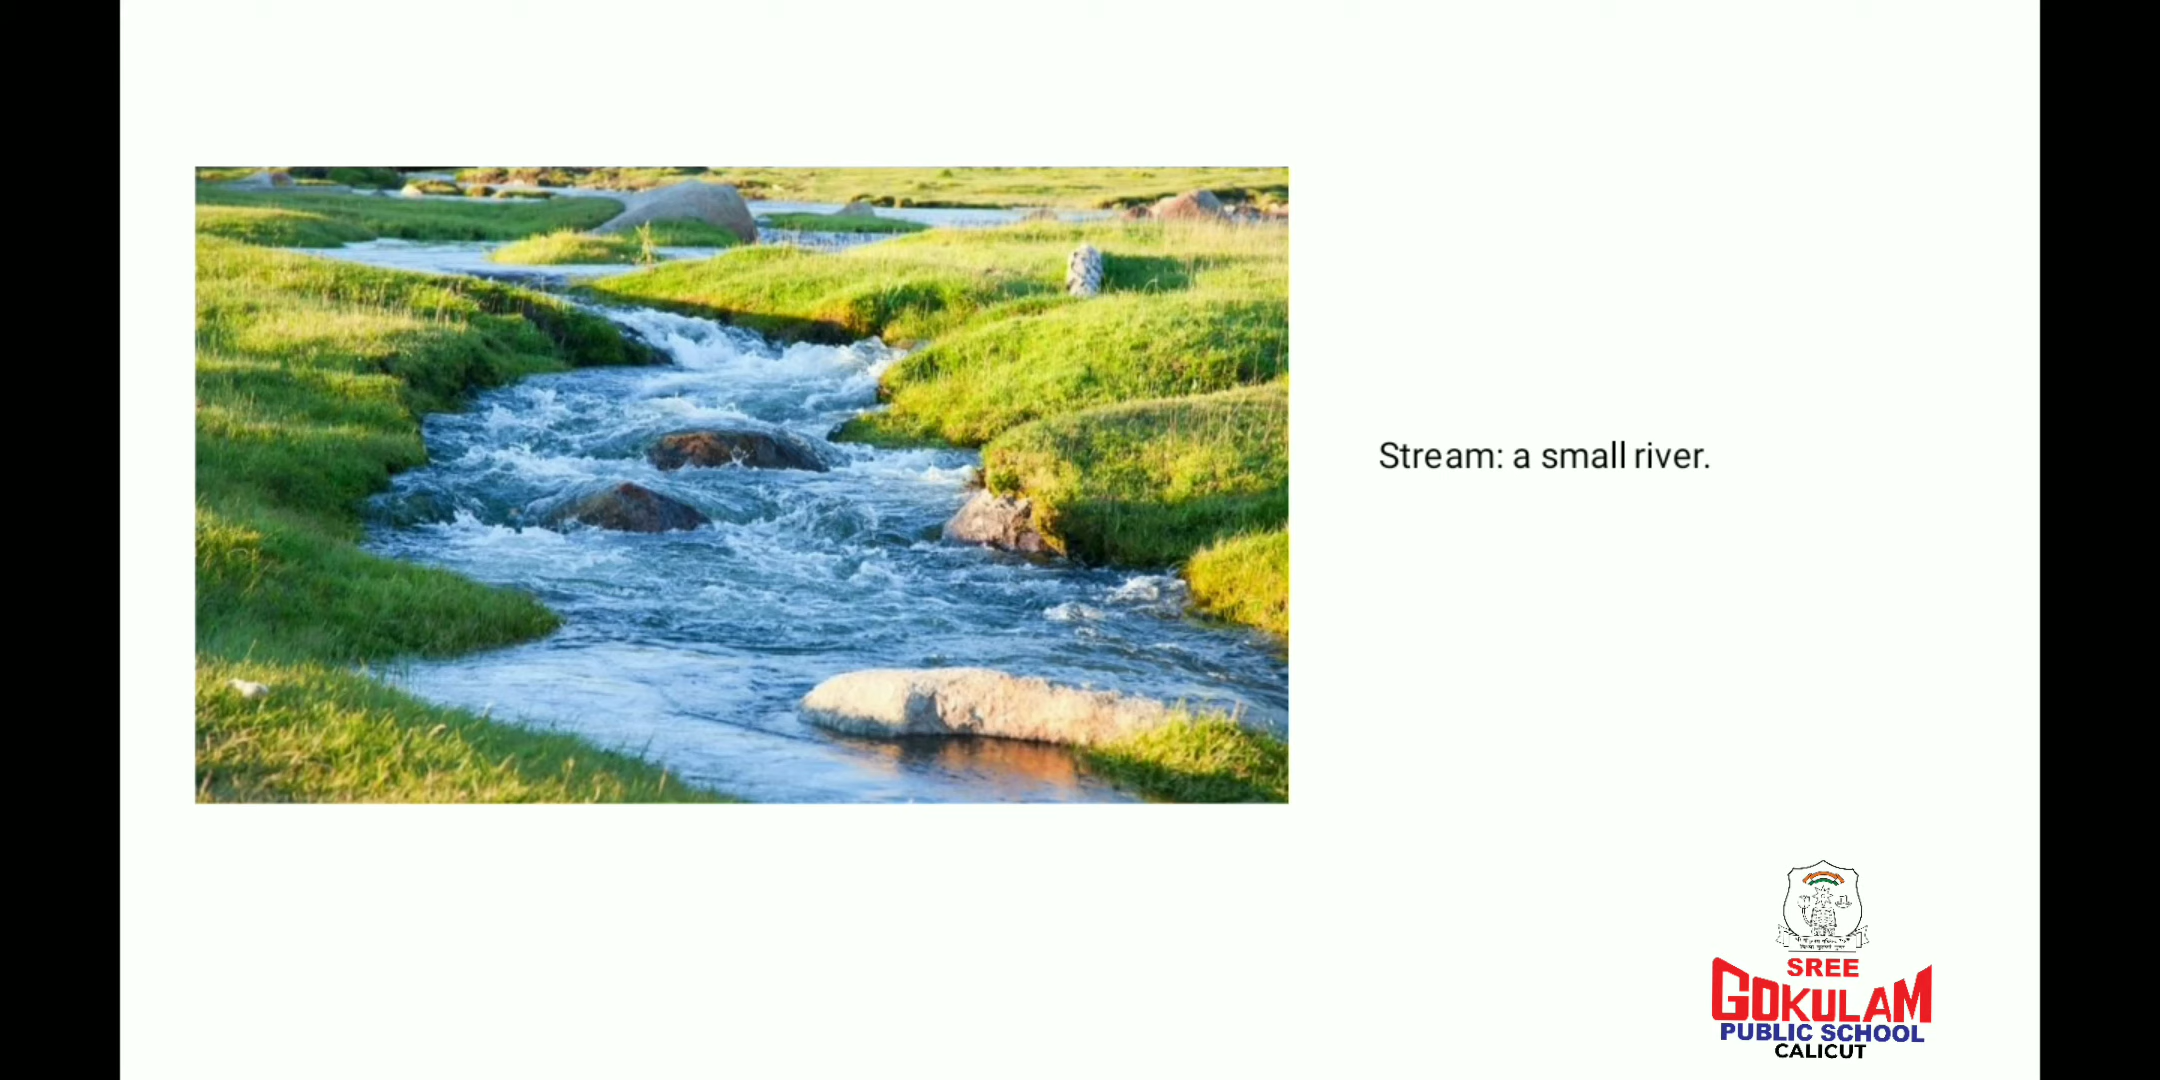 Stream: a small river.
SREE
GOKULAM
PUBLIC SCHOOL
CALICUT